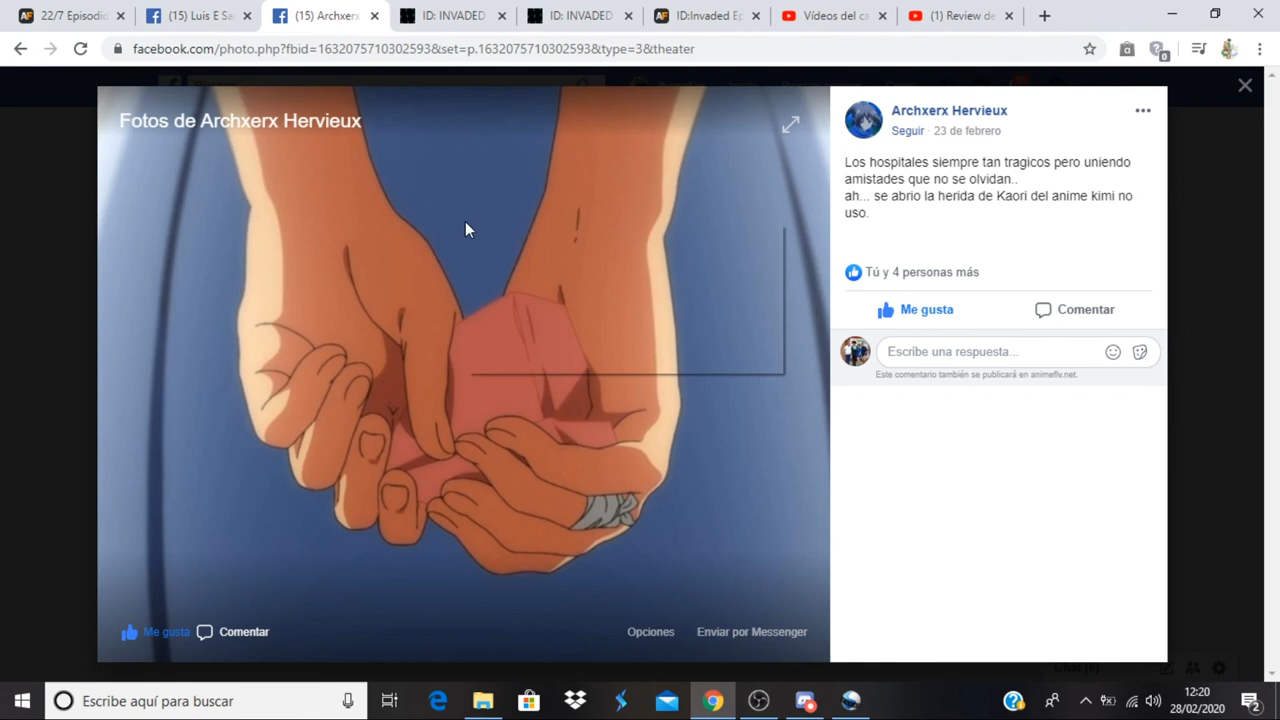 22/7 Episodi
(15) Luis E Sa
(15) Archxerx
ID: INVADED
ID: INVADED
ID:Invaded Ep
Vídeos del ca
(1) Review de
facebook.com/photo.php?fbid=1632075710302593&set=p.1632075710302593&type=3&theater
0
Fotos de Archxerx Hervieux
Archxerx Hervieux
Seguir · 23 de febrero
Los hospitales siempre tan tragicos pero uniendo
amistades que no se olvidan..
ah... se abrio la herida de Kaori del anime kimi no
uso.
Tú y 4 personas más
Me gusta
Comentar
Escribe una respuesta...
Este comentario también se publicará en animeflv.net.
Me gusta
Comentar
Opciones
Enviar por Messenger
Escribe aquí para buscar
12:20
28/02/2020
2